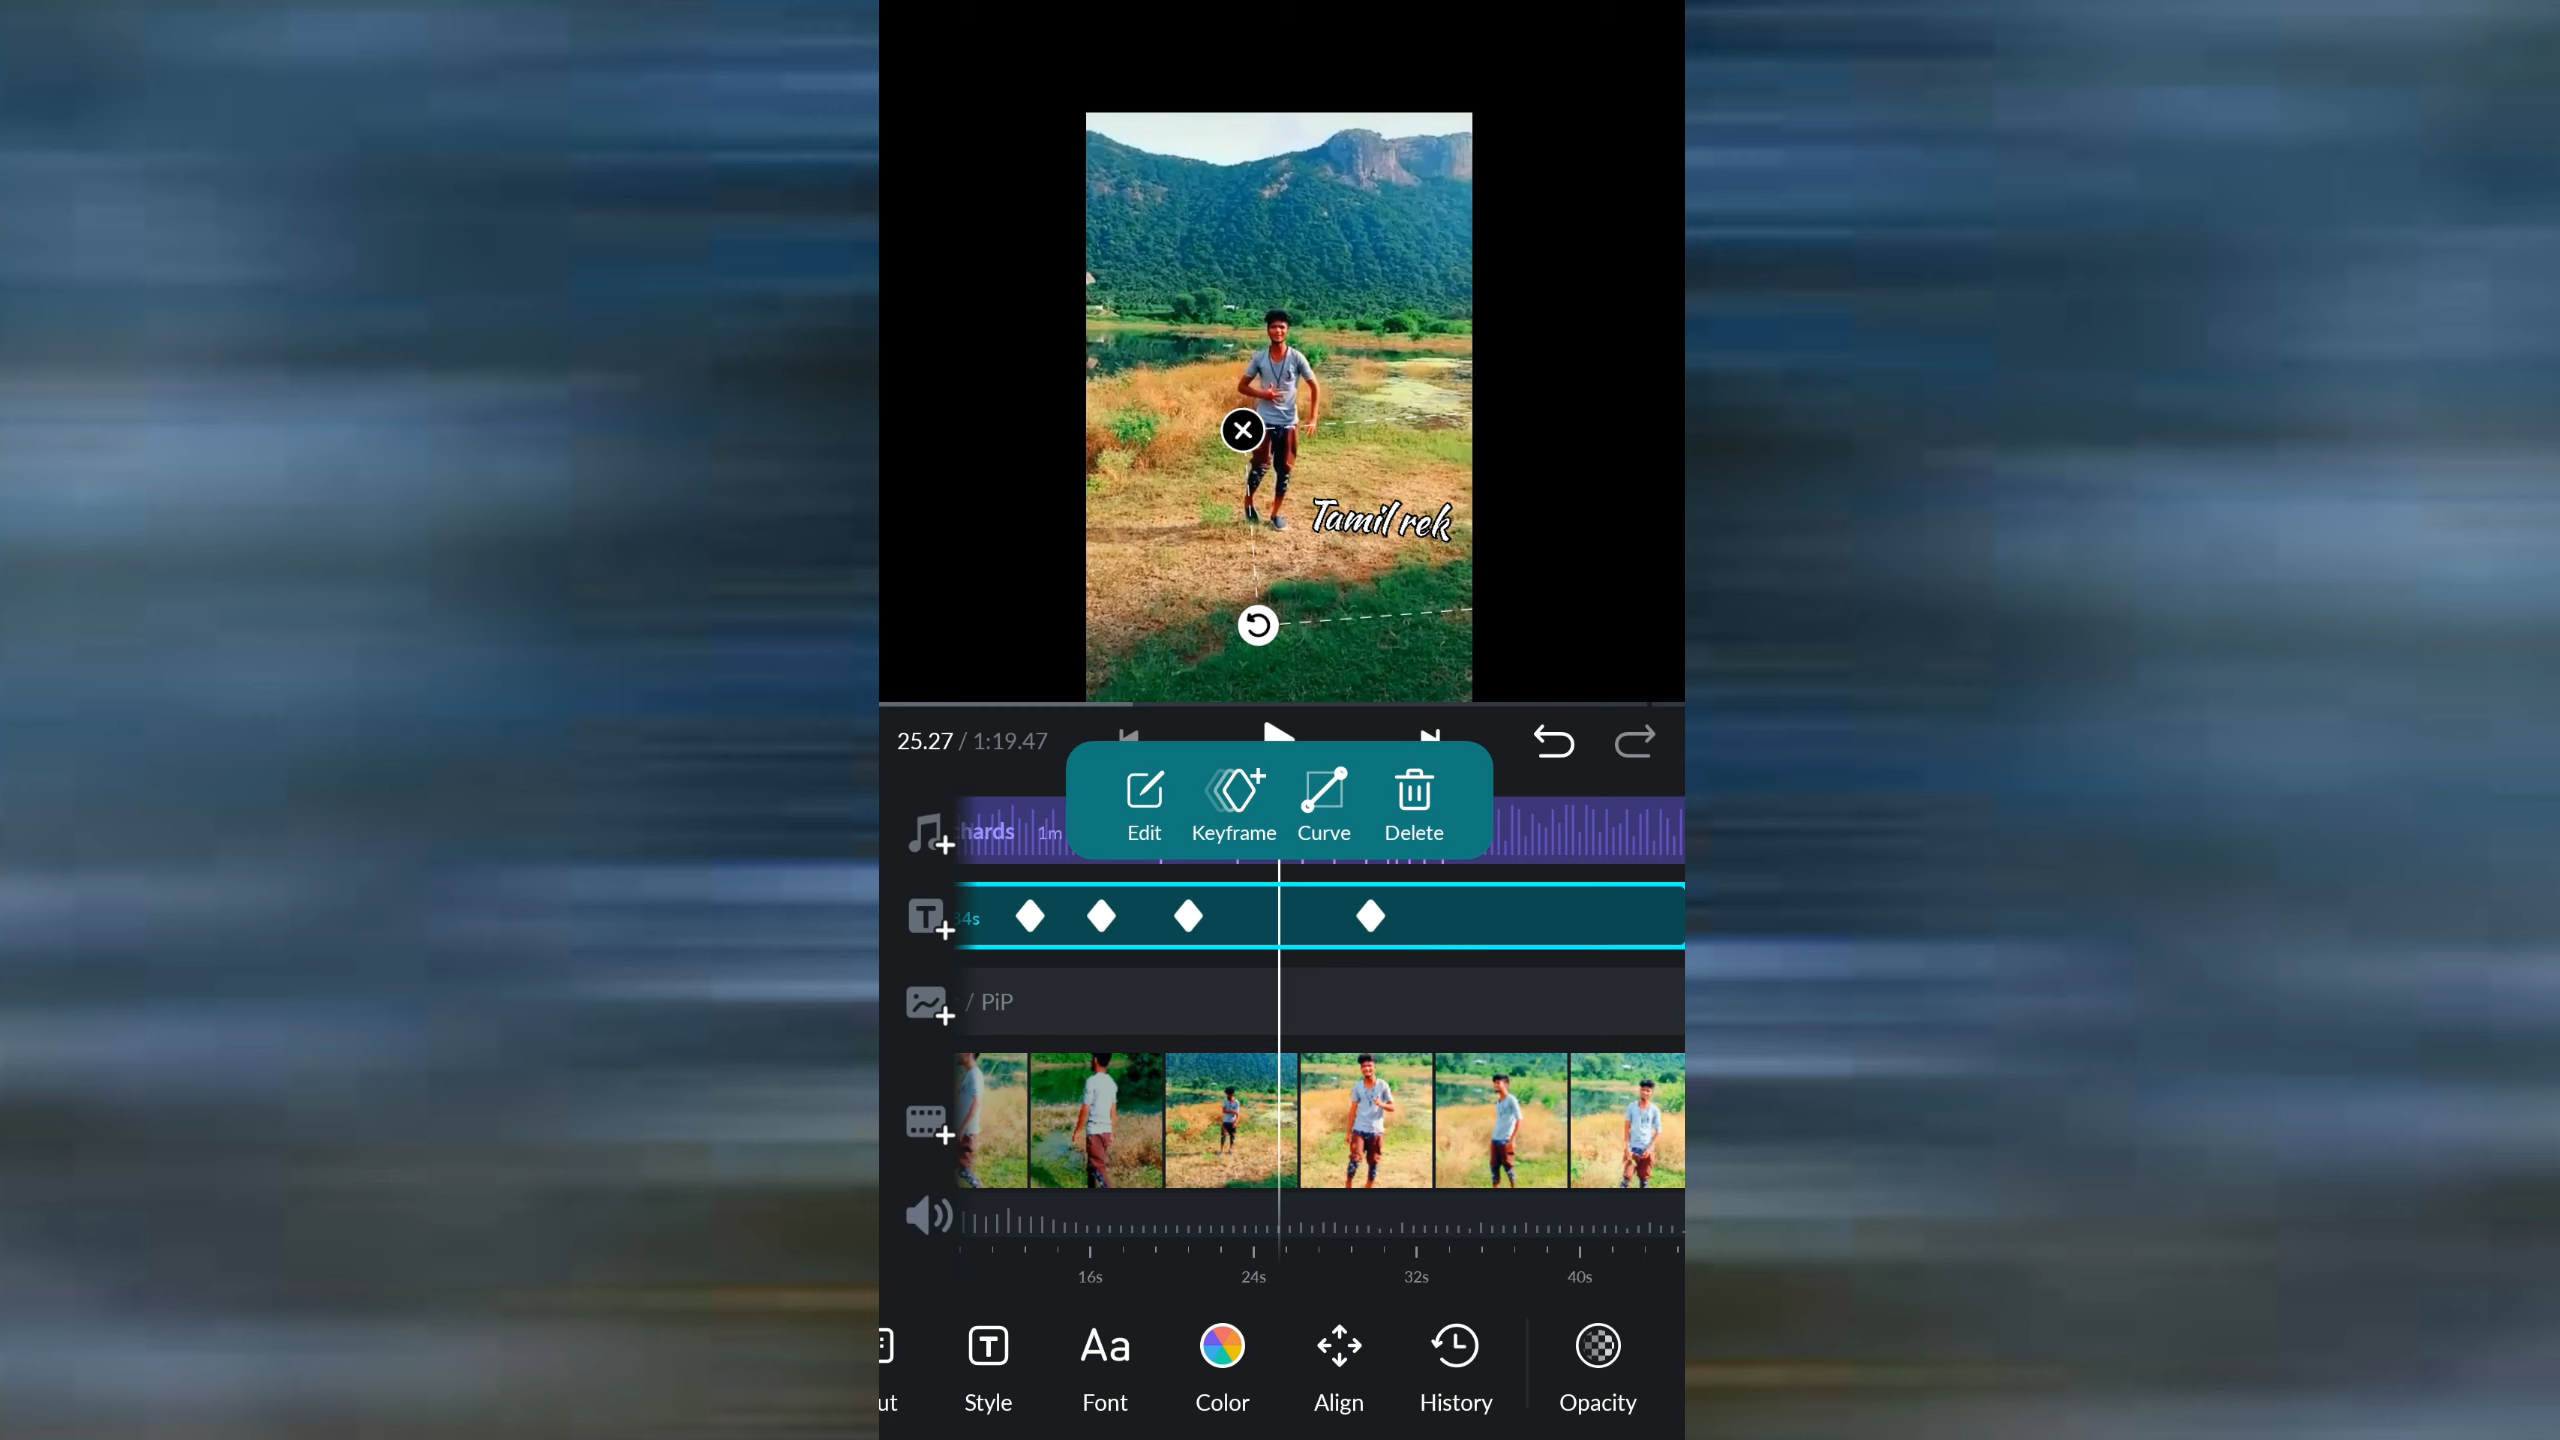 Tamil rek
25.27 / 1:19.47
Edit Keyframe Curve Delete
hards 1m
34s
/ PiP
16s 24s 32s 40s
Aa
ut Style Font Color Align History Opacity